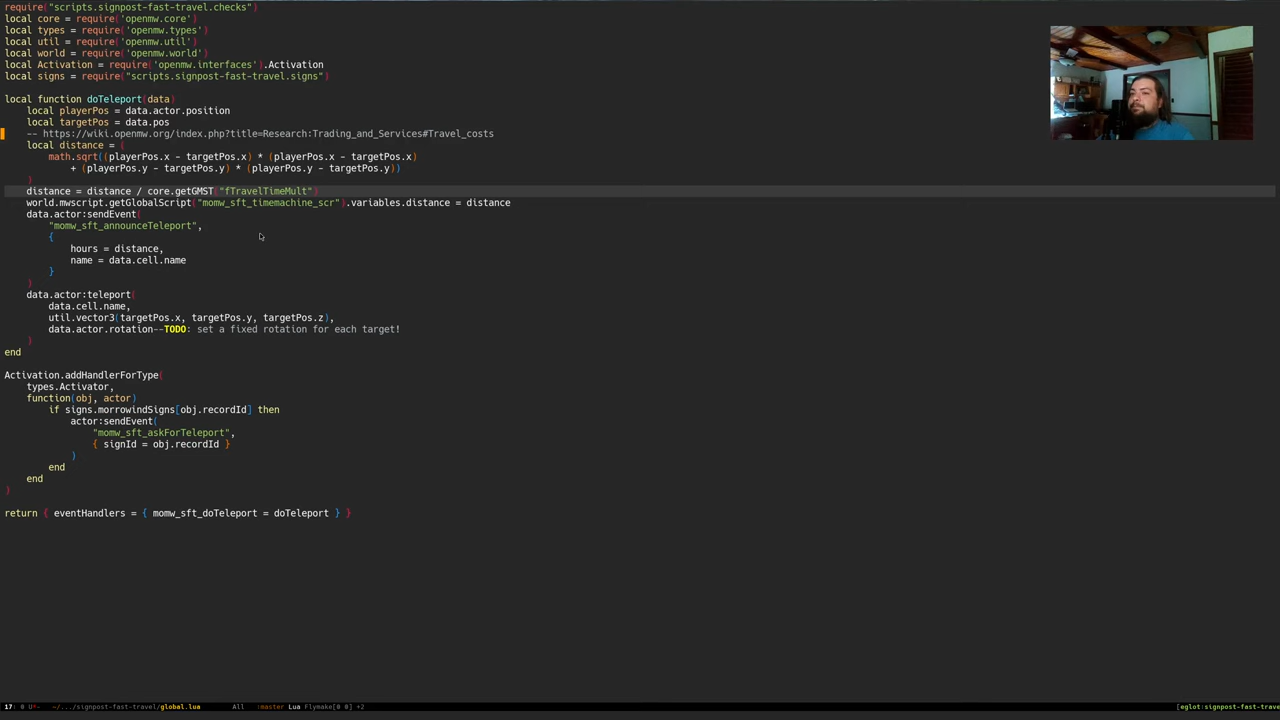 require("scripts.signpost-fast-travel.checks")
local core = require('openmw.core')
local types = require('openmw.types')
local util = require('openmw.util')
local world = require('openmw.world')
local Activation = require('openmw.interfaces').Activation
local signs = require("scripts.signpost-fast-travel.signs")
local function doTeleport(data)
local playerPos = data.actor.position
local targetPos = data.pos
-- https://wiki.openmw.org/index.php?title=Research:Trading_and_Services#Travel_costs
local distance = (
math.sqrt((playerPos.x - targetPos.x) * (playerPos.x - targetPos.x)
+ (playerPos.y - targetPos.y) * (playerPos.y - targetPos.y))
)
distance = distance / core.getGMST("fTravelTimeMult")
world.mwscript.getGlobalScript("momw_sft_timemachine_scr").variables.distance = distance
data.actor:sendEvent(
"momw_sft_announceTeleport",
{
hours = distance,
name = data.cell.name
}
)
data.actor:teleport(
data.cell.name,
util.vector3(targetPos.x, targetPos.y, targetPos.z),
data.actor.rotation--TODO: set a fixed rotation for each target!
)
end
Activation.addHandlerForType(
types.Activator,
function(obj, actor)
if signs.morrowindSigns[obj.recordId] then
actor:sendEvent(
"momw_sft_askForTeleport",
{ signId = obj.recordId }
)
end
end
)
return { eventHandlers = { momw_sft_doTeleport = doTeleport } }
17: 0 U*- ~/.../signpost-fast-travel/global.lua All :master Lua Flymake[0 0] +2 [eglot:signpost-fast-trave